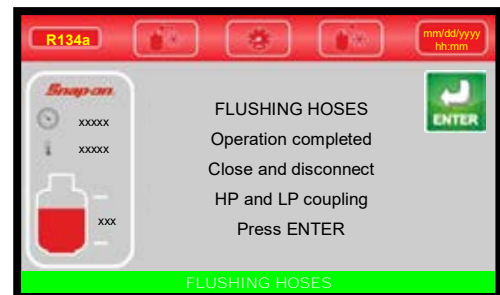 R134a
mm/dd/yyyy
hh:mm
Snap-on
xxxxx
xxxxx
xxx
FLUSHING HOSES
Operation completed
Close and disconnect
HP and LP coupling
Press ENTER
ENTER
FLUSHING HOSES